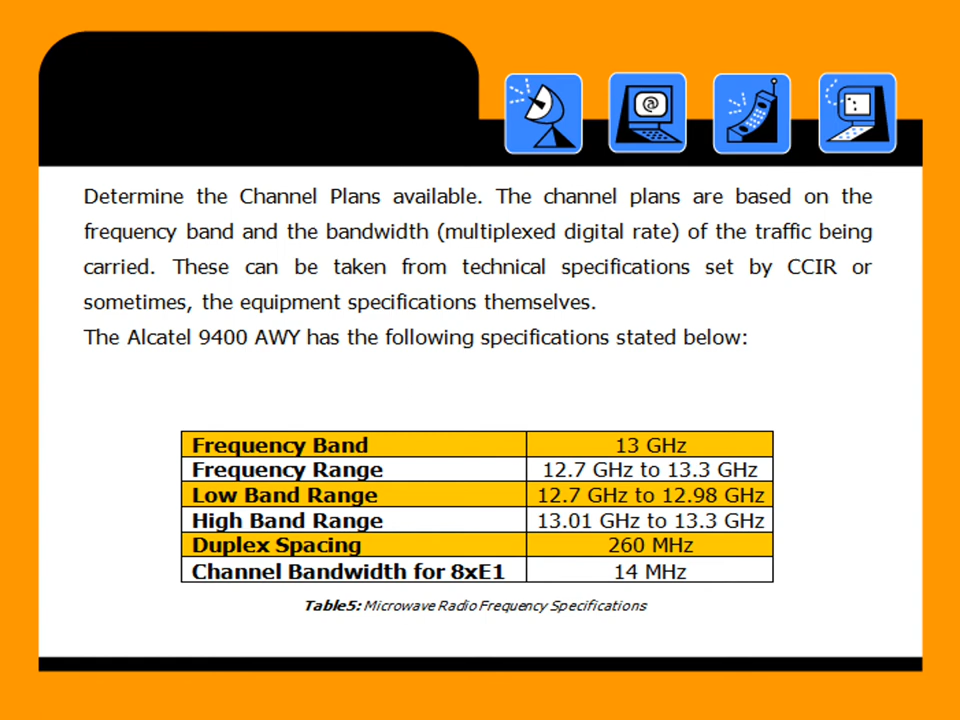 @
Determine the Channel Plans available. The channel plans are based on the
frequency band and the bandwidth (multiplexed digital rate) of the traffic being
carried. These can be taken from technical specifications set by CCIR or
sometimes, the equipment specifications themselves.
The Alcatel 9400 AWY has the following specifications stated below:
Frequency Band 13 GHz
Frequency Range 12.7 GHz to 13.3 GHz
Low Band Range 12.7 GHz to 12.98 GHz
High Band Range 13.01 GHz to 13.3 GHz
Duplex Spacing 260 MHz
Channel Bandwidth for 8xE1 14 MHz
Table5: Microwave Radio Frequency Specifications